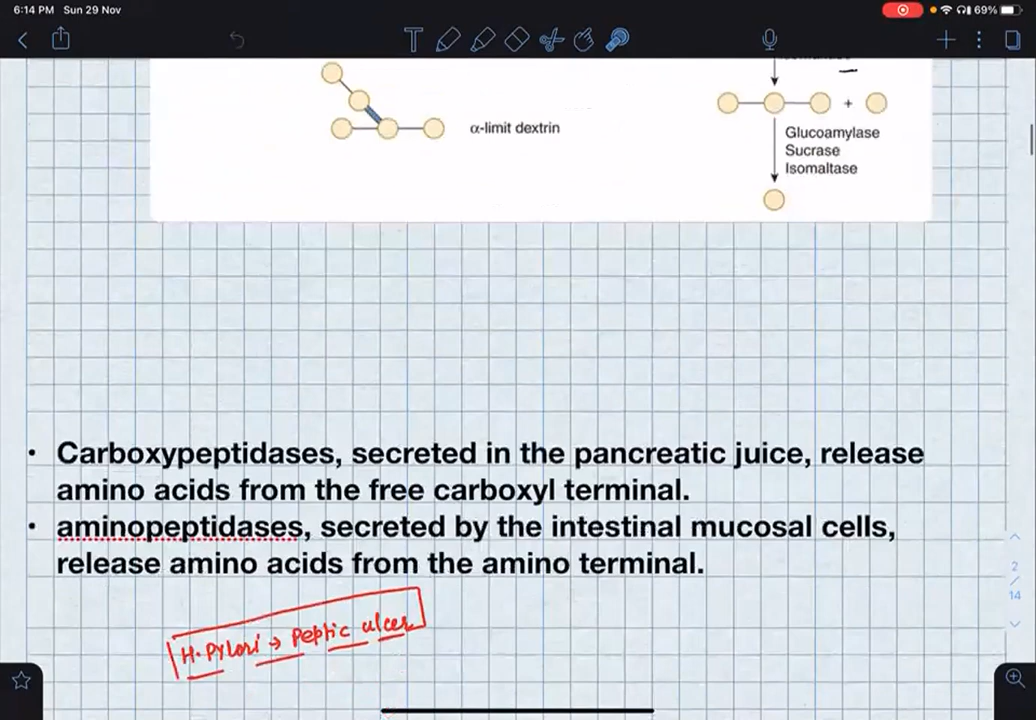 6:14 PM Sun 29 Nov
69%
α-limit dextrin
+
Glucoamylase
Sucrase
Isomaltase
• Carboxypeptidases, secreted in the pancreatic juice, release
amino acids from the free carboxyl terminal.
• aminopeptidases, secreted by the intestinal mucosal cells,
release amino acids from the amino terminal.
H. Pylori → Peptic ulcer
2
/
14